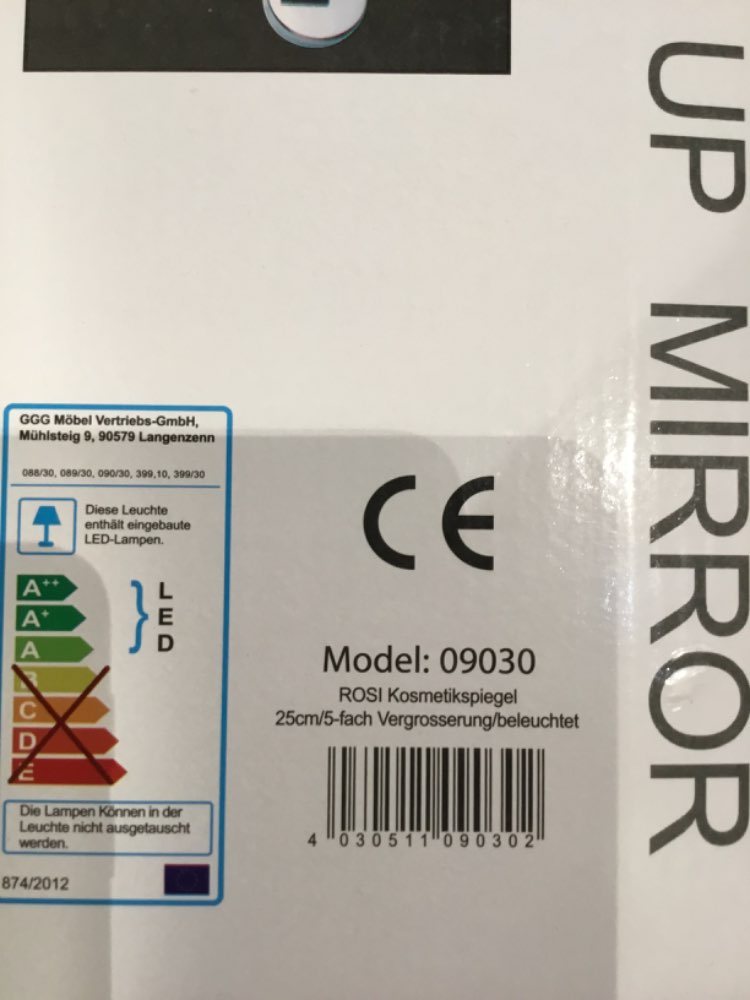 UP MIRROR
GGG Möbel Vertriebs-GmbH,
Mühlsteig 9, 90579 Langenzenn
088/30, 089/30, 090/30, 399,10, 399/30
Diese Leuchte
enthält eingebaute
LED-Lampen.
A++
A+
A
B
C
D
E
L
E
D
Die Lampen Können in der
Leuchte nicht ausgetauscht
werden.
874/2012
CE
Model: 09030
ROSI Kosmetikspiegel
25cm/5-fach Vergrosserung/beleuchtet
4 030511 090302